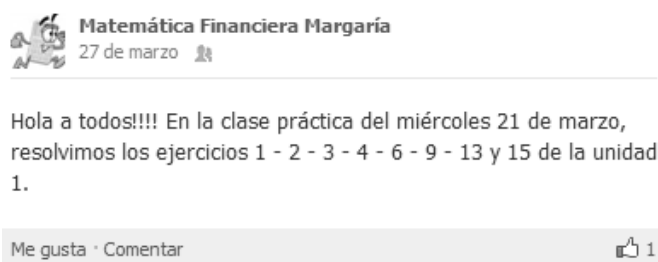 Matemática Financiera Margaría
27 de marzo
Hola a todos!!!! En la clase práctica del miércoles 21 de marzo,
resolvimos los ejercicios 1 - 2 - 3 - 4 - 6 - 9 - 13 y 15 de la unidad
1.
Me gusta · Comentar 1